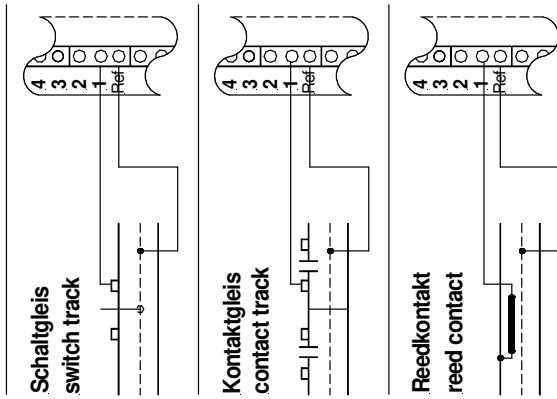 4
3
2
1
Ref
Schaltgleis
switch track
4
3
2
1
Ref
Kontaktgleis
contact track
4
3
2
1
Ref
Reedkontakt
reed contact